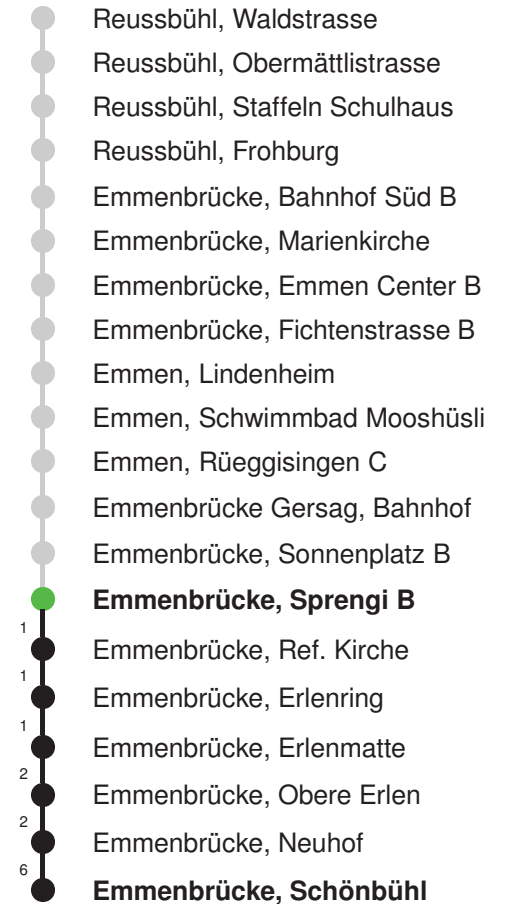 Reussbühl, Waldstrasse
Reussbühl, Obermättlistrasse
Reussbühl, Staffeln Schulhaus
Reussbühl, Frohburg
Emmenbrücke, Bahnhof Süd B
Emmenbrücke, Marienkirche
Emmenbrücke, Emmen Center B
Emmenbrücke, Fichtenstrasse B
Emmen, Lindenheim
Emmen, Schwimmbad Mooshüsli
Emmen, Rüeggisingen C
Emmenbrücke Gersag, Bahnhof
Emmenbrücke, Sonnenplatz B
Emmenbrücke, Sprengi B
1 Emmenbrücke, Ref. Kirche
1 Emmenbrücke, Erlenring
1 Emmenbrücke, Erlenmatte
2 Emmenbrücke, Obere Erlen
2 Emmenbrücke, Neuhof
6 Emmenbrücke, Schönbühl